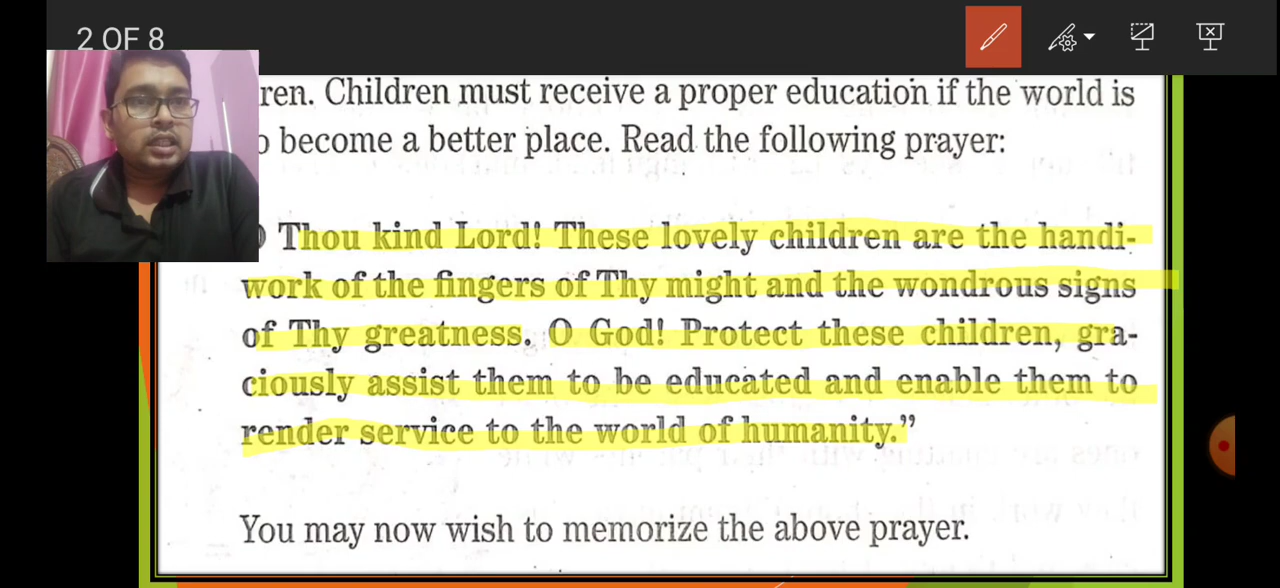 2 OF 8
ren. Children must receive a proper education if the world is
become a better place. Read the following prayer:
Thou kind Lord! These lovely children are the handi-
work of the fingers of Thy might and the wondrous signs
of Thy greatness. O God! Protect these children, gra-
ciously assist them to be educated and enable them to
render service to the world of humanity.”
You may now wish to memorize the above prayer.